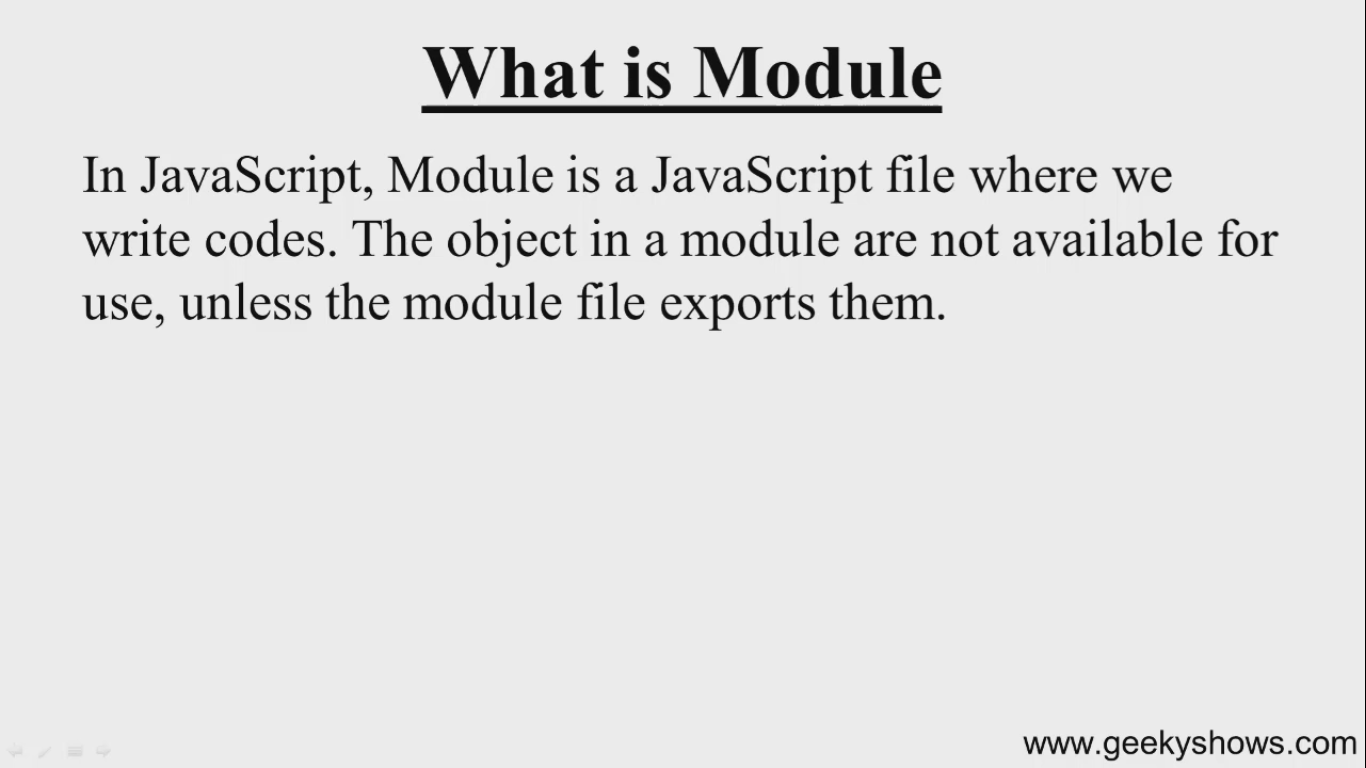 What is Module
In JavaScript, Module is a JavaScript file where we
write codes. The object in a module are not available for
use, unless the module file exports them.
www.geekyshows.com